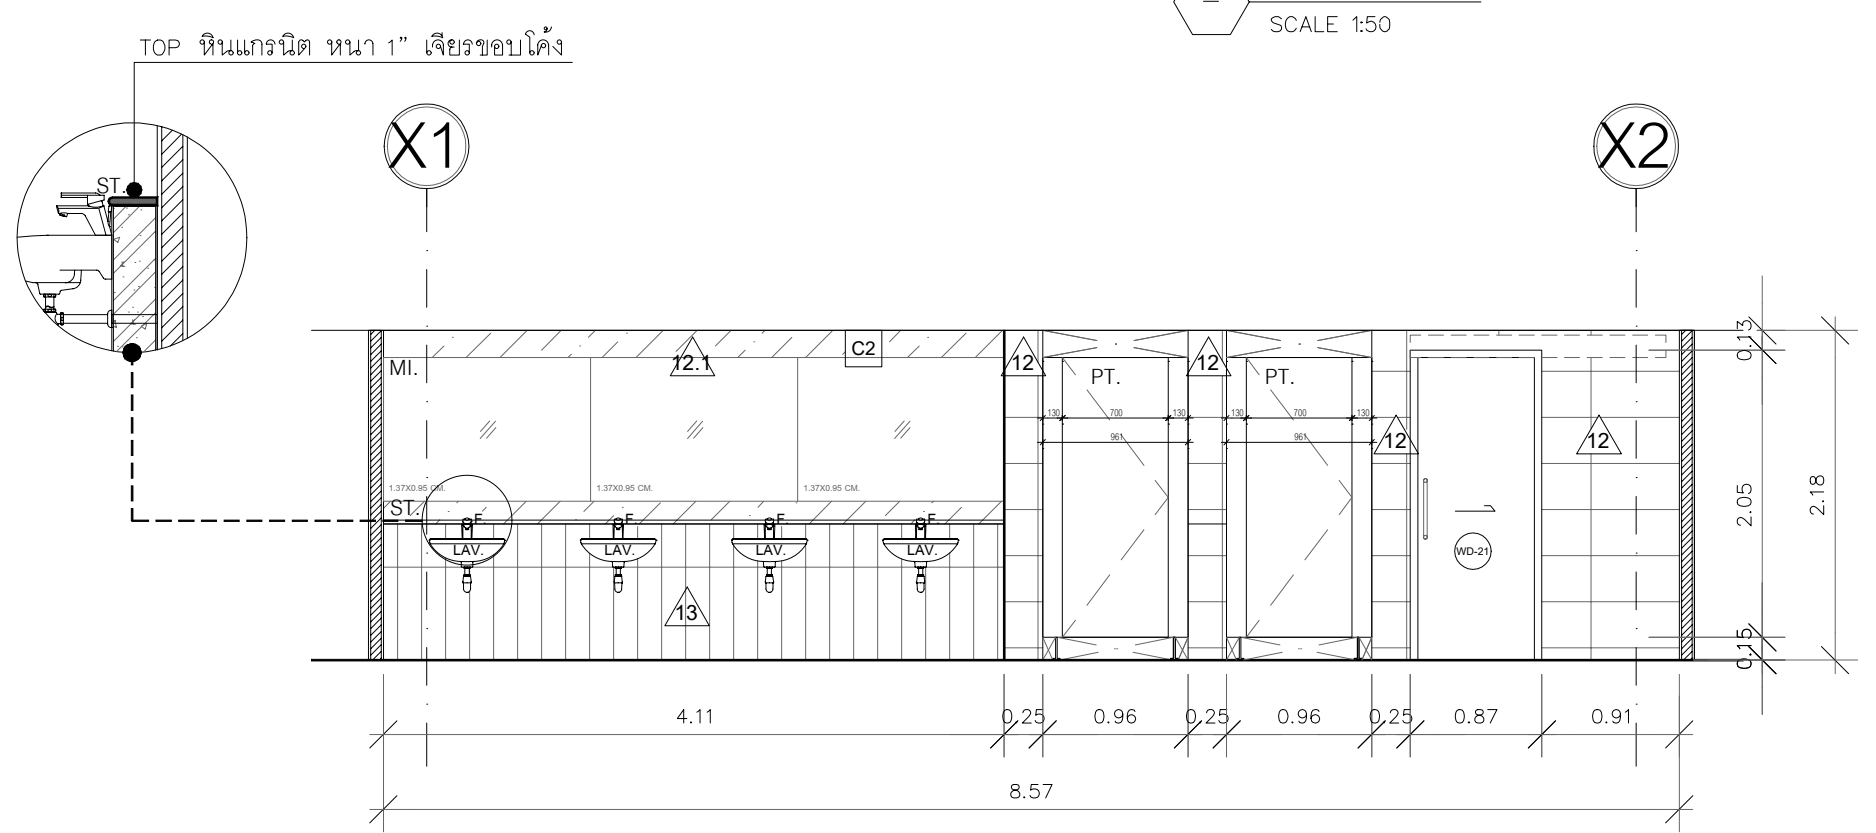 SCALE 1:50
TOP หินแกรนิต หนา 1” เจียรขอบโค้ง
X1
X2
ST.
MI.
12.1
C2
12
12
PT.
PT.
0.13
130 700 130
130 700 130
961
961
12
12
1.37X0.95 CM.
1.37X0.95 CM.
1.37X0.95 CM.
ST.
2.05
2.18
F.
F.
F.
F.
LAV.
LAV.
LAV.
LAV.
WD-21
13
0.15
4.11
0.25
0.96
0.25
0.96
0.25
0.87
0.91
8.57